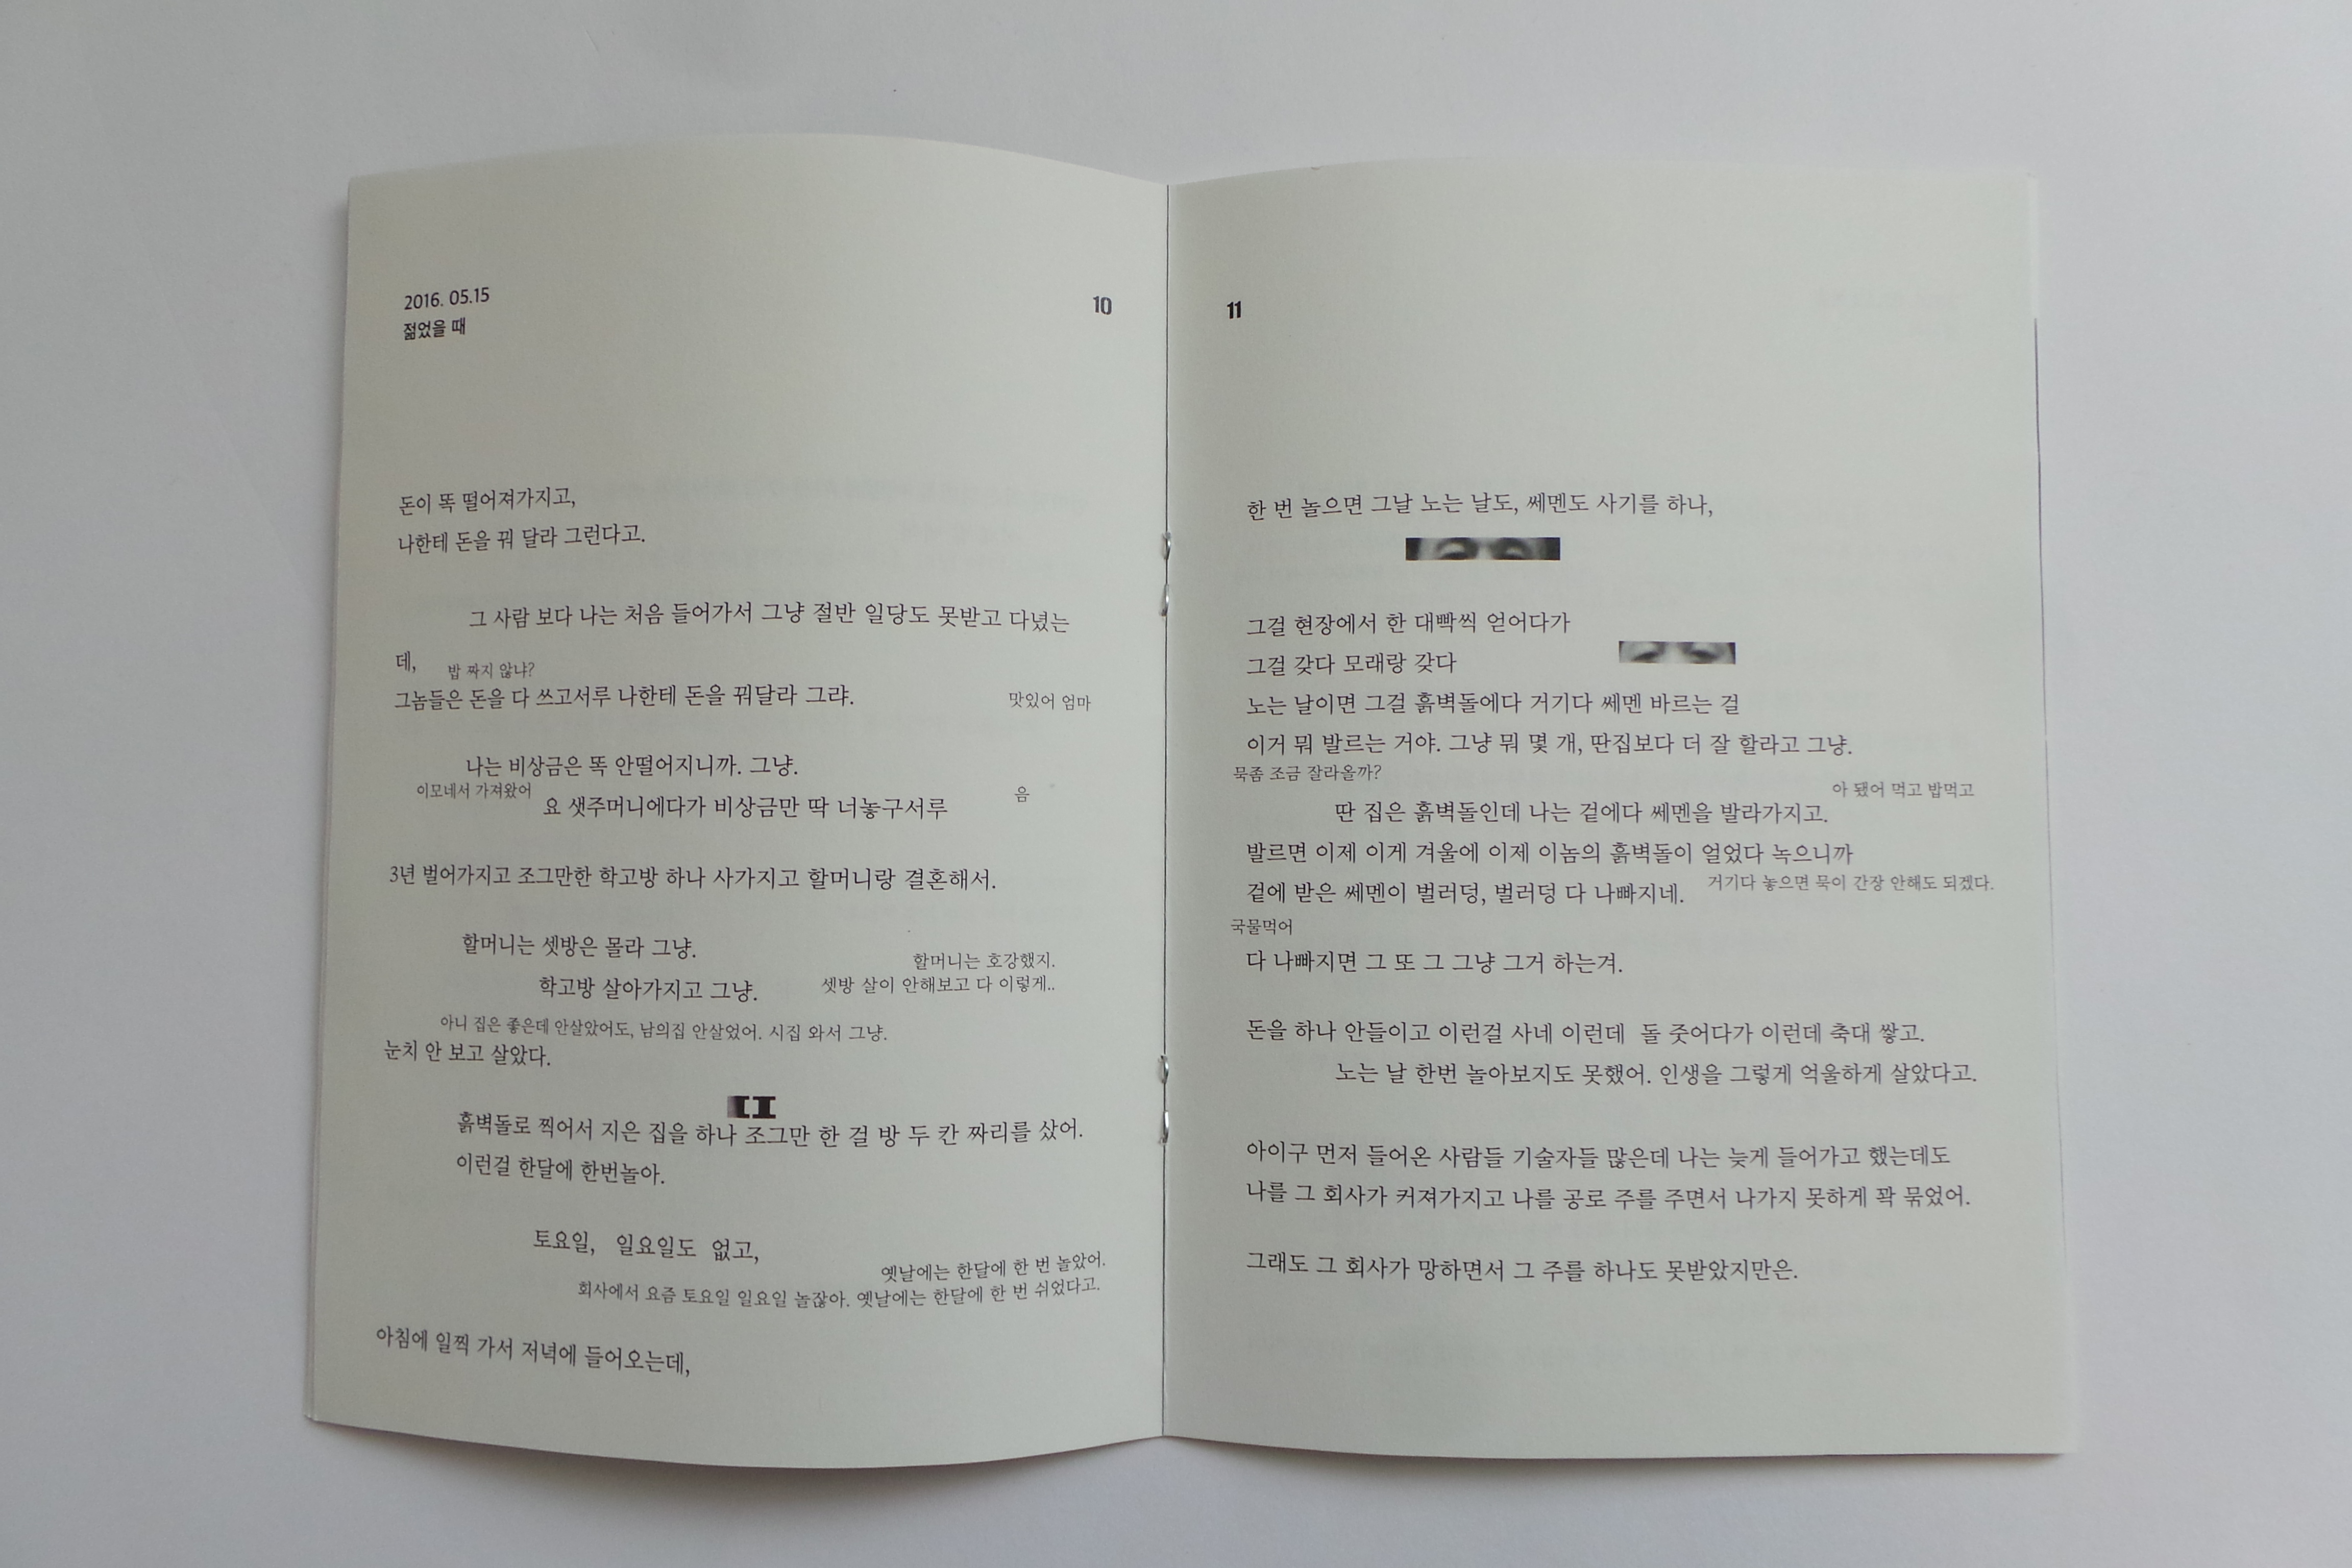 2016. 05.15
젊었을 때
10
돈이 똑 떨어져가지고,
나한테 돈을 꿔 달라 그런다고.
그 사람 보다 나는 처음 들어가서 그냥 절반 일당도 못받고 다녔는
데,
밥 짜지 않나?
그놈들은 돈을 다 쓰고서루 나한테 돈을 꿔달라 그랴.
맛있어 엄마
나는 비상금은 똑 안떨어지니까. 그냥.
이모네서 가져왔어
요 샛주머니에다가 비상금만 딱 너놓구서루
음
3년 벌어가지고 조그만한 학고방 하나 사가지고 할머니랑 결혼해서.
할머니는 셋방은 몰라 그냥.
할머니는 호강했지.
학고방 살아가지고 그냥.
셋방 살이 안해보고 다 이렇게..
아니 집은 좋은데 안살았어도, 남의집 안살았어. 시집 와서 그냥.
눈치 안 보고 살았다.
흙벽돌로 찍어서 지은 집을 하나 조그만 한 걸 방 두 칸 짜리를 샀어.
이런걸 한달에 한번놀아.
토요일, 일요일도 없고,
옛날에는 한달에 한 번 놀았어.
회사에서 요즘 토요일 일요일 놀잖아. 옛날에는 한달에 한 번 쉬었다고.
아침에 일찍 가서 저녁에 들어오는데,
11
한 번 놀으면 그날 노는 날도, 쎄멘도 사기를 하나,
그걸 현장에서 한 대빡씩 얻어다가
그걸 갖다 모래랑 갖다
노는 날이면 그걸 흙벽돌에다 거기다 쎄멘 바르는 걸
이거 뭐 발르는 거야. 그냥 뭐 몇 개, 딴집보다 더 잘 할라고 그냥.
묵좀 조금 잘라올까?
아 됐어 먹고 밥먹고
딴 집은 흙벽돌인데 나는 겉에다 쎄멘을 발라가지고.
발르면 이제 이게 겨울에 이제 이놈의 흙벽돌이 얼었다 녹으니까
겉에 발은 쎄멘이 벌러덩, 벌러덩 다 나빠지네.
거기다 놓으면 묵이 간장 안해도 되겠다.
국물먹어
다 나빠지면 그 또 그 그냥 그거 하는겨.
돈을 하나 안들이고 이런걸 사네 이런데 돌 줏어다가 이런데 축대 쌓고.
노는 날 한번 놀아보지도 못했어. 인생을 그렇게 억울하게 살았다고.
아이구 먼저 들어온 사람들 기술자들 많은데 나는 늦게 들어가고 했는데도
나를 그 회사가 커져가지고 나를 공로 주를 주면서 나가지 못하게 꽉 묶었어.
그래도 그 회사가 망하면서 그 주를 하나도 못받았지만은.